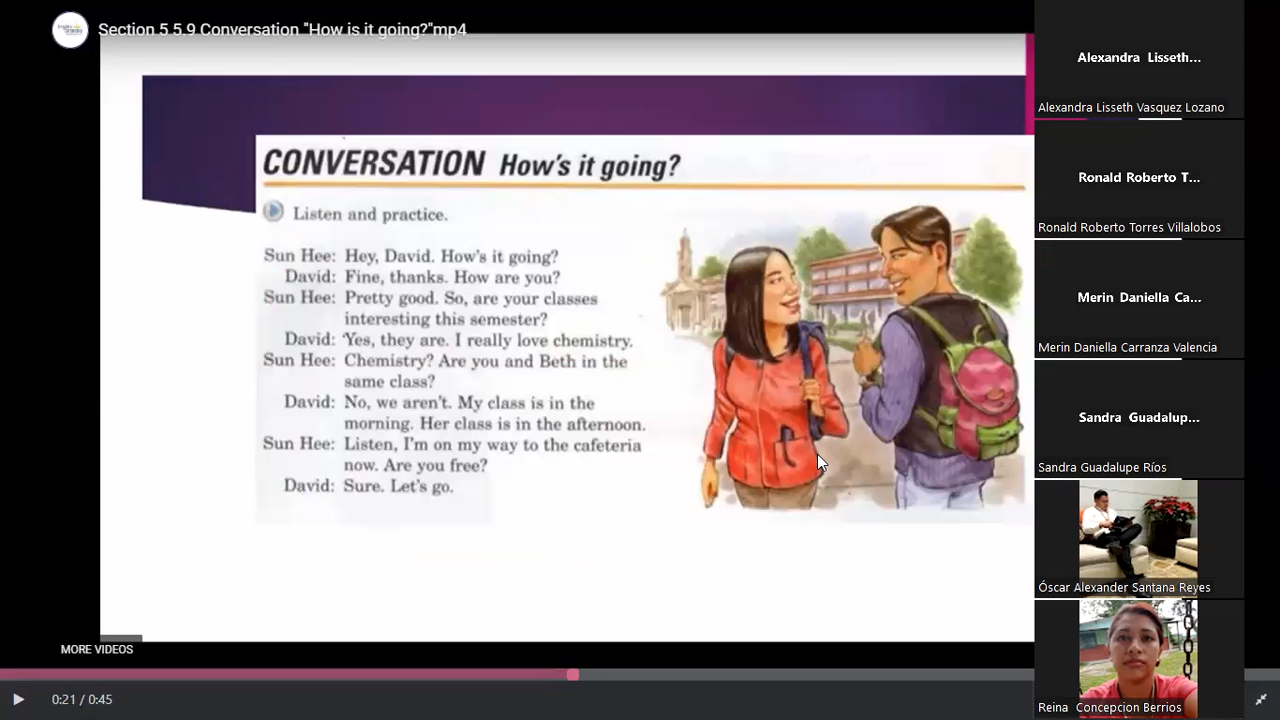 Section 5 5.9 Conversation "How is it going?"mp4
CONVERSATION How's it going?
Listen and practice.
Sun Hee: Hey, David. How's it going?
David: Fine, thanks. How are you?
Sun Hee: Pretty good. So, are your classes
interesting this semester?
David: Yes, they are. I really love chemistry.
Sun Hee: Chemistry? Are you and Beth in the
same class?
David: No, we aren't. My class is in the
morning. Her class is in the afternoon.
Sun Hee: Listen, I'm on my way to the cafeteria
now. Are you free?
David: Sure. Let's go.
MORE VIDEOS
0:21 / 0:45
Alexandra Lisseth...
Alexandra Lisseth Vasquez Lozano
Ronald Roberto T...
Ronald Roberto Torres Villalobos
Merin Daniella Ca...
Merin Daniella Carranza Valencia
Sandra Guadalup...
Sandra Guadalupe Ríos
Óscar Alexander Santana Reyes
Reina Concepcion Berrios